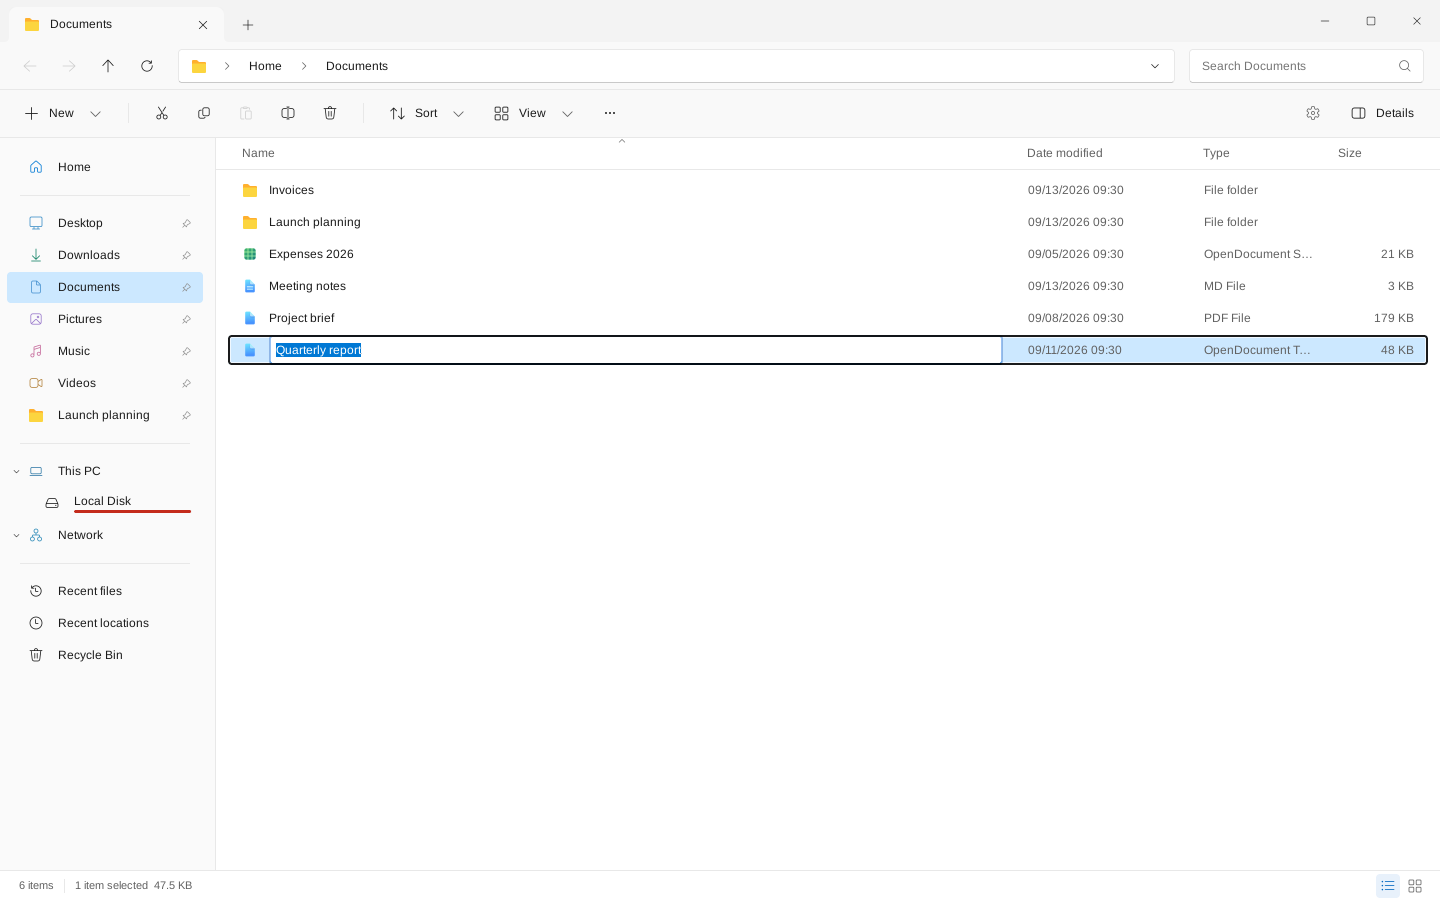 Documents
Home
Documents
Search Documents
New
Sort
View
Details
Name
Date modified
Type
Size
Home
Desktop
Downloads
Documents
Pictures
Music
Videos
Launch planning
This PC
Local Disk
Network
Recent files
Recent locations
Recycle Bin
Invoices 09/13/2026 09:30 File folder
Launch planning 09/13/2026 09:30 File folder
Expenses 2026 09/05/2026 09:30 OpenDocument S... 21 KB
Meeting notes 09/13/2026 09:30 MD File 3 KB
Project brief 09/08/2026 09:30 PDF File 179 KB
Quarterly report 09/11/2026 09:30 OpenDocument T... 48 KB
6 items
1 item selected 47.5 KB